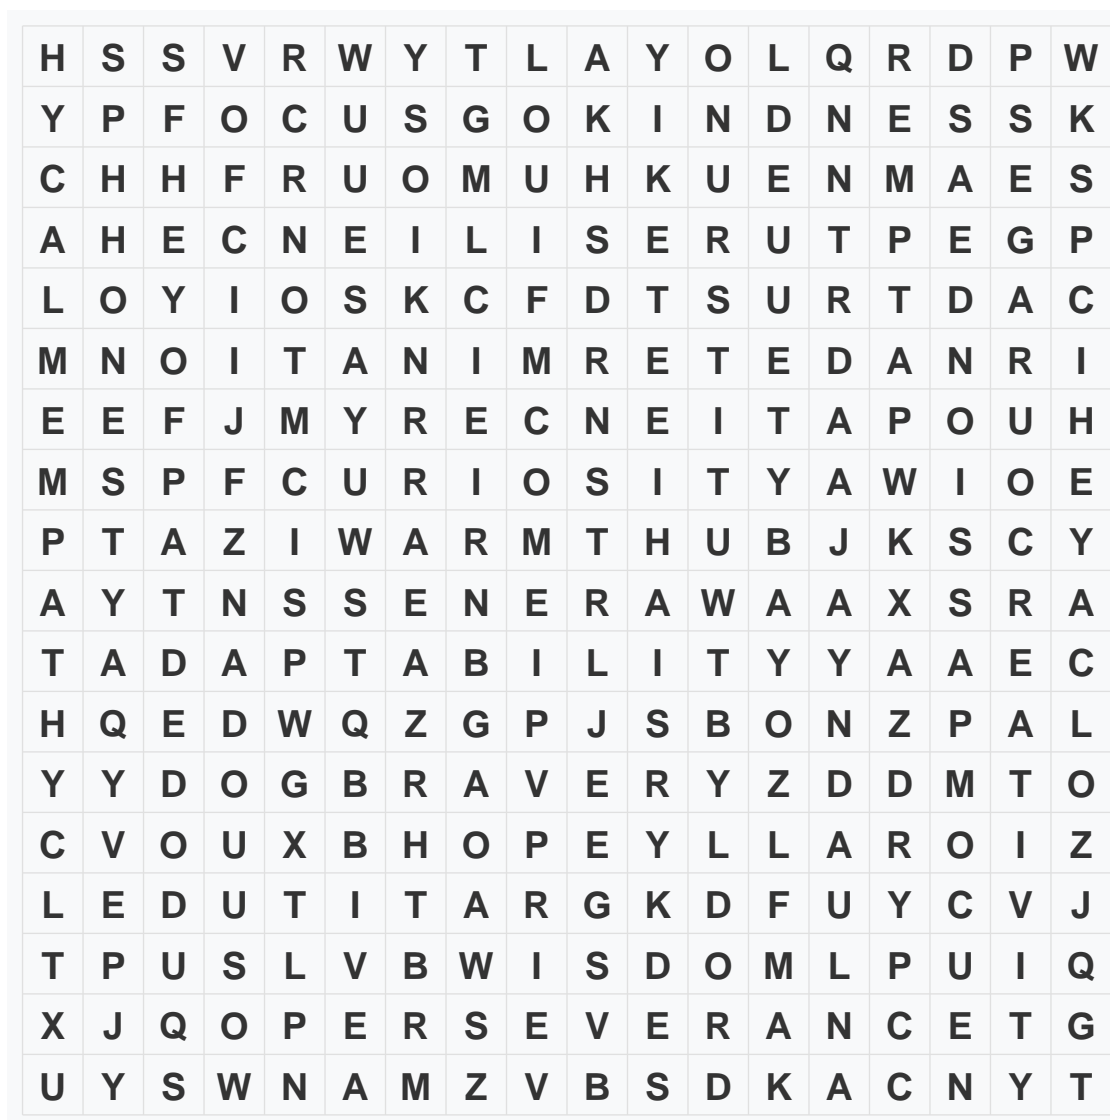 H S S V R W Y T L A Y O L Q R D P W
Y P F O C U S G O K I N D N E S S K
C H H F R U O M U H K U E N M A E S
A H E C N E I L I S E R U T P E G P
L O Y I O S K C F D T S U R T D A C
M N O I T A N I M R E T E D A N R I
E E F J M Y R E C N E I T A P O U H
M S P F C U R I O S I T Y A W I O E
P T A Z I W A R M T H U B J K S C Y
A Y T N S S E N E R A W A A X S R A
T A D A P T A B I L I T Y Y A A E C
H Q E D W Q Z G P J S B O N Z P A L
Y Y D O G B R A V E R Y Z D D M T O
C V O U X B H O P E Y L L A R O I Z
L E D U T I T A R G K D F U Y C V J
T P U S L V B W I S D O M L P U I Q
X J Q O P E R S E V E R A N C E T G
U Y S W N A M Z V B S D K A C N Y T